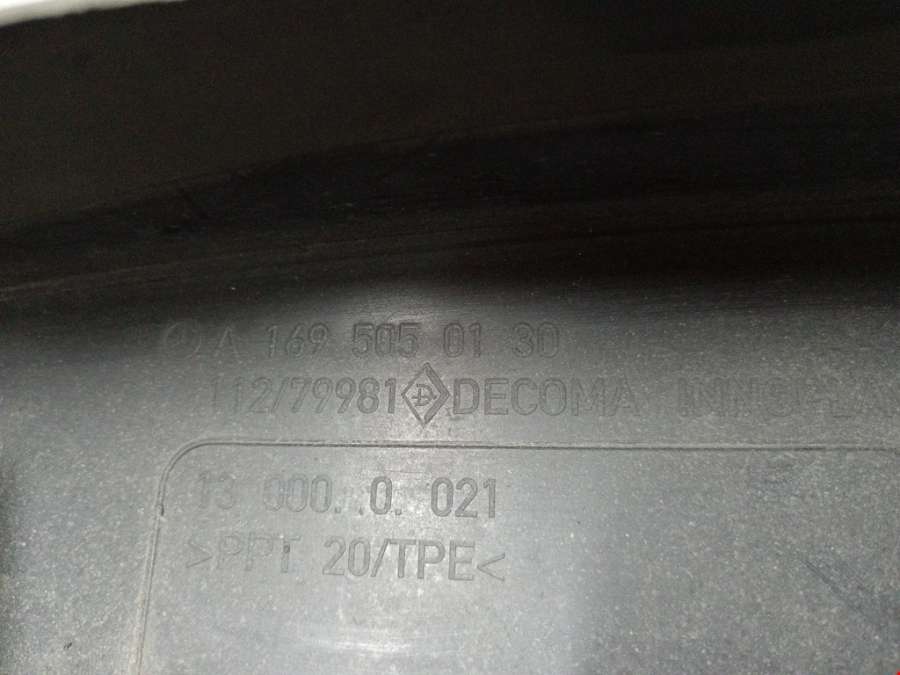 A 169 505 01 30
112/79981 D DECOMA
13 000. .0. 021
>PPT 20/TPE<